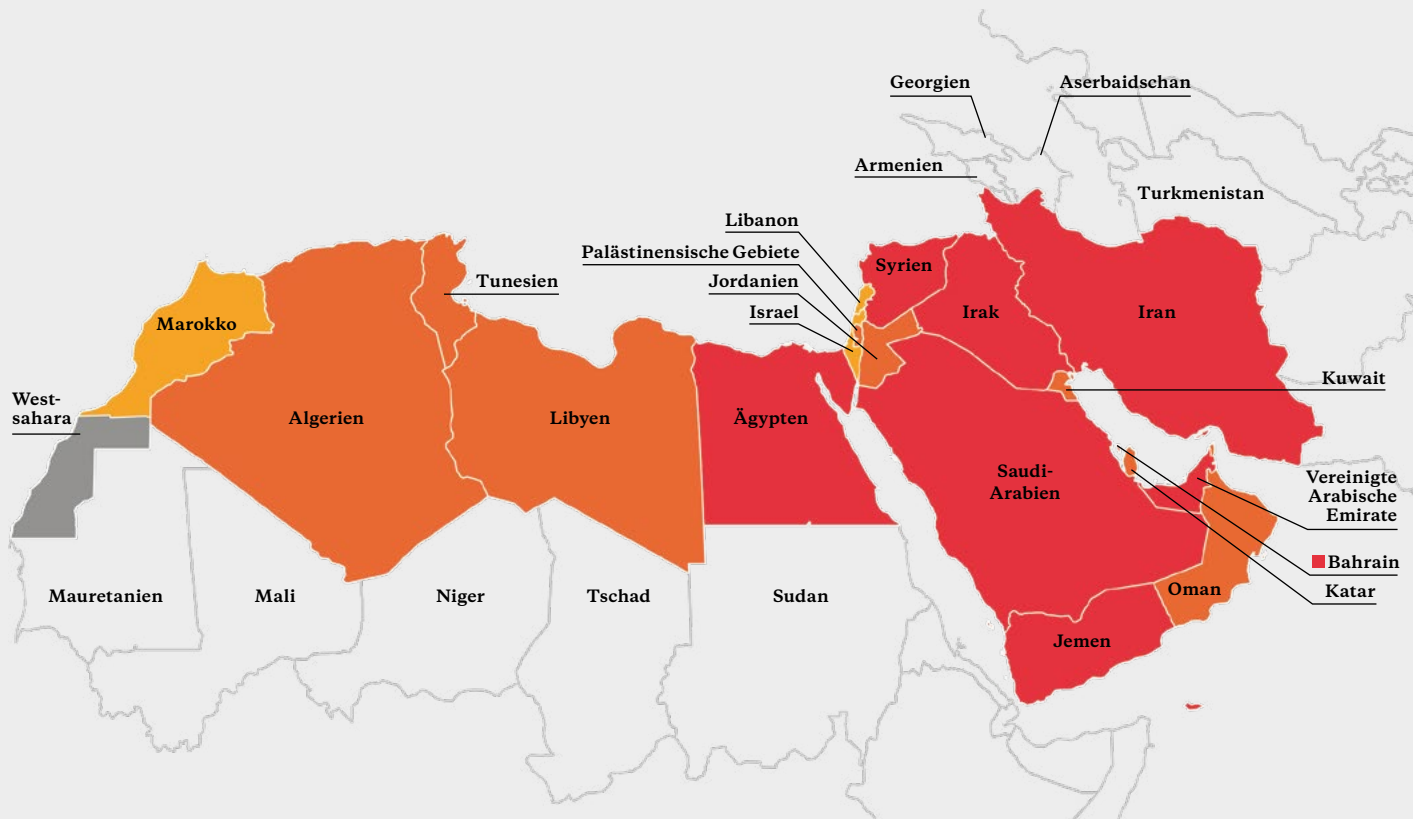 Georgien
Aserbaidschan
Armenien
Turkmenistan
Libanon
Palästinensische Gebiete
Syrien
Tunesien
Jordanien
Israel
Irak
Iran
Marokko
Kuwait
West-
sahara
Algerien
Libyen
Ägypten
Saudi-
Arabien
Vereinigte
Arabische
Emirate
Bahrain
Katar
Oman
Mauretanien
Mali
Niger
Tschad
Sudan
Jemen